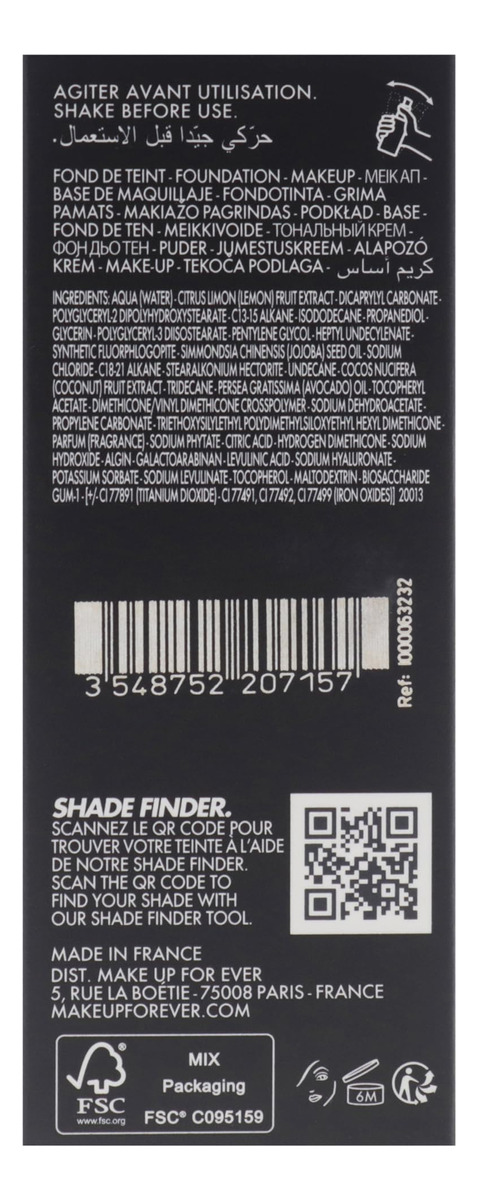 AGITER AVANT UTILISATION.
SHAKE BEFORE USE.
حرّكي جيّدا قبل الاستعمال.
FOND DE TEINT - FOUNDATION - MAKEUP - МЕЙКАП -
BASE DE MAQUILLAJE - FONDOTINTA - GRIMA
PAMATS - MAKIAŽO PAGRINDAS - PODKŁAD - BASE -
FOND DE TEN - MEIKKIVOIDE - ТОНАЛЬНЫЙ КРЕМ -
ФОН ДЬО ТЕН - PUDER - JUMESTUSKREEM - ALAPOZÓ
KRÉM - MAKE-UP - TEKOČA PODLAGA - كريم أساس
INGREDIENTS: AQUA (WATER) - CITRUS LIMON (LEMON) FRUIT EXTRACT - DICAPRYLYL CARBONATE -
POLYGLYCERYL-2 DIPOLYHYDROXYSTEARATE - C13-15 ALKANE - ISODODECANE - PROPANEDIOL -
GLYCERIN - POLYGLYCERYL-3 DIISOSTEARATE - PENTYLENE GLYCOL - HEPTYL UNDECYLENATE -
SYNTHETIC FLUORPHLOGOPITE - SIMMONDSIA CHINENSIS (JOJOBA) SEED OIL - SODIUM
CHLORIDE - C18-21 ALKANE - STEARALKONIUM HECTORITE - UNDECANE - COCOS NUCIFERA
(COCONUT) FRUIT EXTRACT - TRIDECANE - PERSEA GRATISSIMA (AVOCADO) OIL - TOCOPHERYL
ACETATE - DIMETHICONE/VINYL DIMETHICONE CROSSPOLYMER - SODIUM DEHYDROACETATE -
PROPYLENE CARBONATE - TRIETHOXYSILYLETHYL POLYDIMETHYLSILOXYETHYL HEXYL DIMETHICONE -
PARFUM (FRAGRANCE) - SODIUM PHYTATE - CITRIC ACID - HYDROGEN DIMETHICONE - SODIUM
HYDROXIDE - ALGIN - GALACTOARABINAN - LEVULINIC ACID - SODIUM HYALURONATE -
POTASSIUM SORBATE - SODIUM LEVULINATE - TOCOPHEROL - MALTODEXTRIN - BIOSACCHARIDE
GUM-1 - [+/- CI 77891 (TITANIUM DIOXIDE) - CI 77491, CI 77492, CI 77499 (IRON OXIDES)] 20013
3 548752 207157
Ref: I000063232
SHADE FINDER.
SCANNEZ LE QR CODE POUR
TROUVER VOTRE TEINTE À L'AIDE
DE NOTRE SHADE FINDER.
SCAN THE QR CODE TO
FIND YOUR SHADE WITH
OUR SHADE FINDER TOOL.
MADE IN FRANCE
DIST. MAKE UP FOR EVER
5, RUE LA BOÉTIE - 75008 PARIS - FRANCE
MAKEUPFOREVER.COM
FSC
www.fsc.org
MIX
Packaging
FSC® C095159
6M